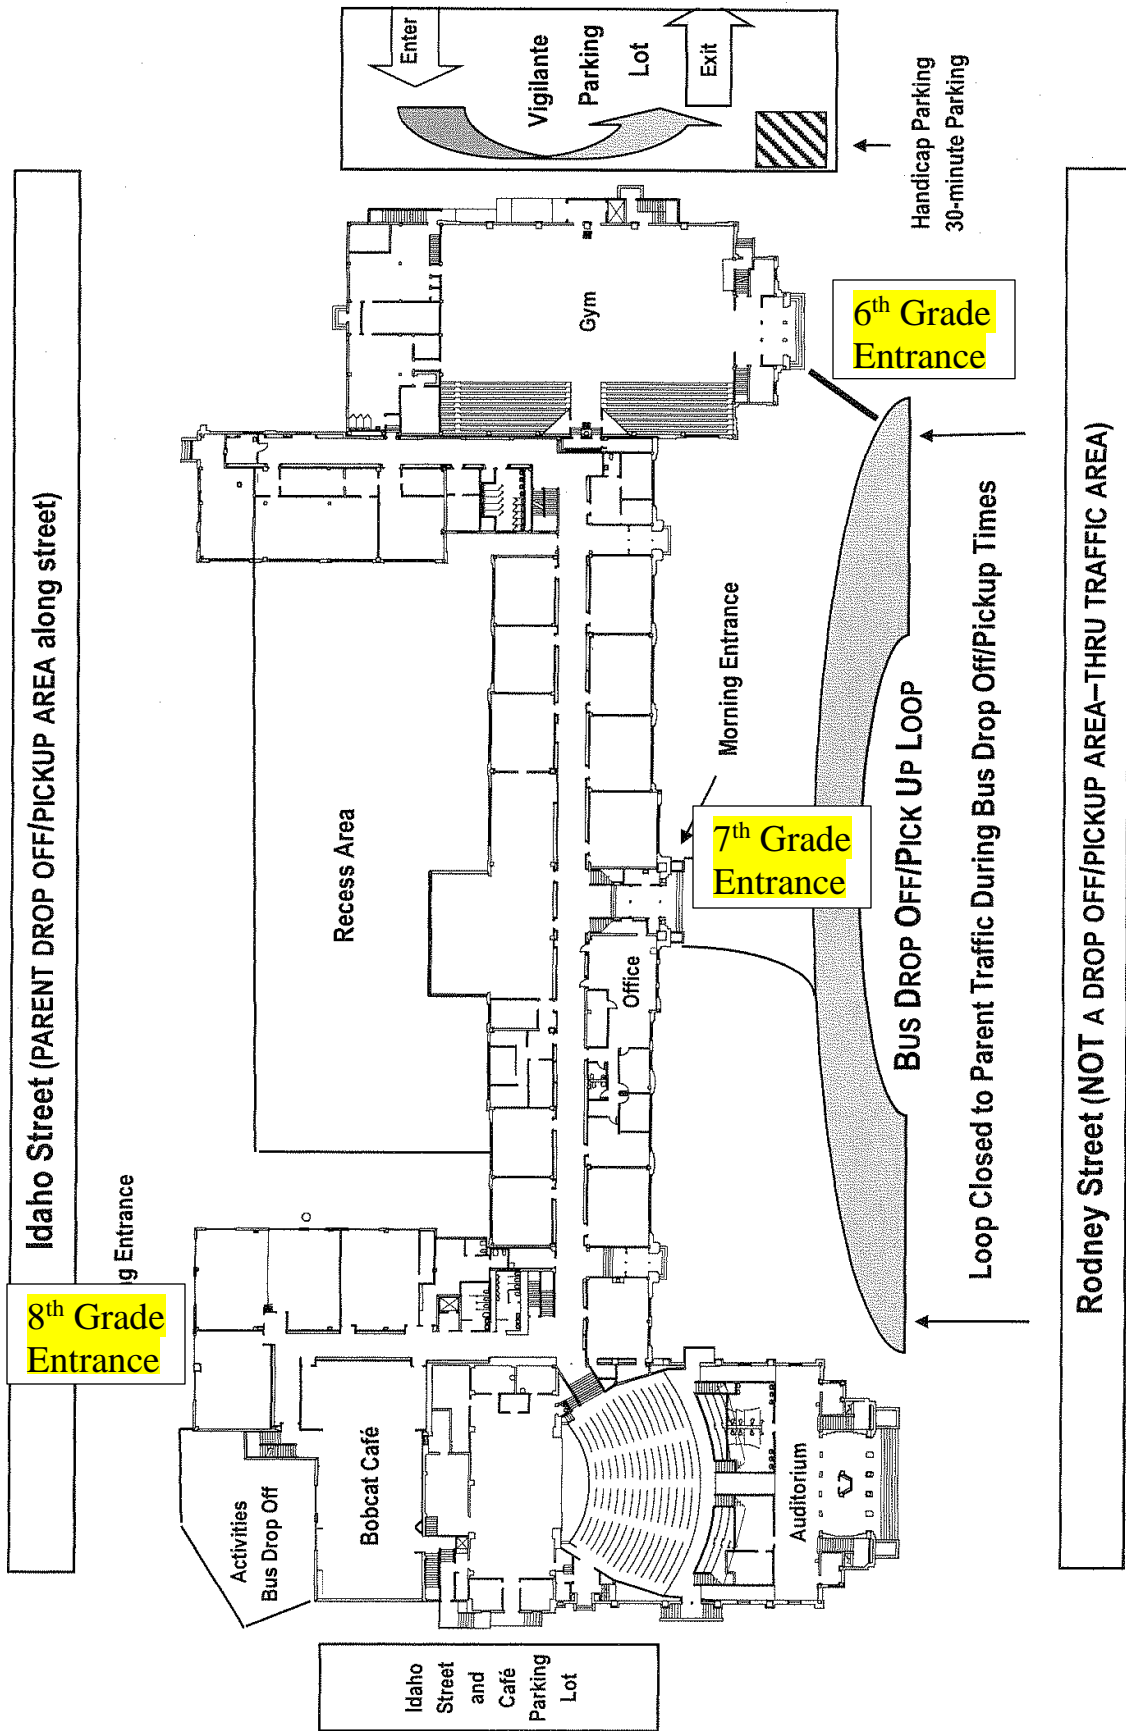 Idaho Street (PARENT DROP OFF/PICKUP AREA along street)
Enter
Vigilante
Parking
Lot
Exit
Handicap Parking
30-minute Parking
Gym
6th Grade
Entrance
Recess Area
Morning Entrance
7th Grade
Entrance
Office
BUS DROP OFF/PICK UP LOOP
Loop Closed to Parent Traffic During Bus Drop Off/Pickup Times
Rodney Street (NOT A DROP OFF/PICKUP AREA–THRU TRAFFIC AREA)
Entrance
8th Grade
Entrance
Activities
Bus Drop Off
Bobcat Café
Auditorium
Idaho
Street
and
Café
Parking
Lot